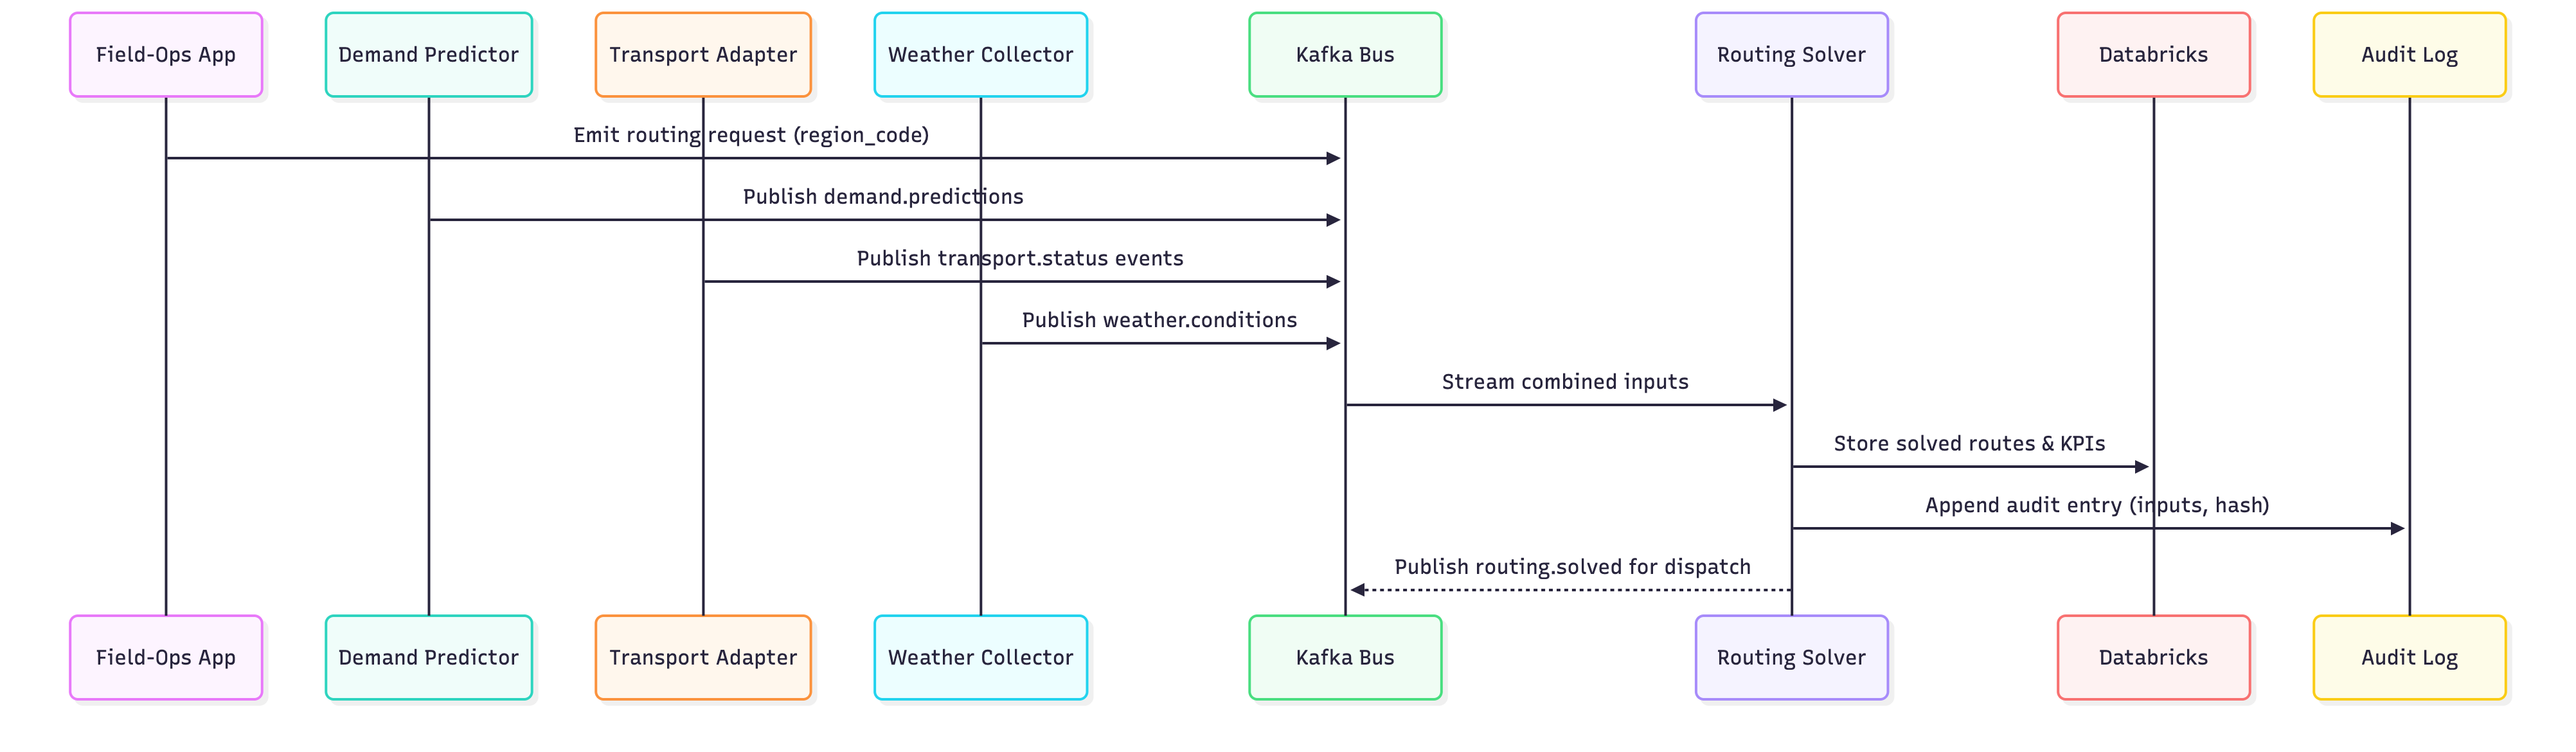 Field-Ops App
Demand Predictor
Transport Adapter
Weather Collector
Kafka Bus
Routing Solver
Databricks
Audit Log
Emit routing request (region_code)
Publish demand.predictions
Publish transport.status events
Publish weather.conditions
Stream combined inputs
Store solved routes & KPIs
Append audit entry (inputs, hash)
Publish routing.solved for dispatch
Field-Ops App
Demand Predictor
Transport Adapter
Weather Collector
Kafka Bus
Routing Solver
Databricks
Audit Log